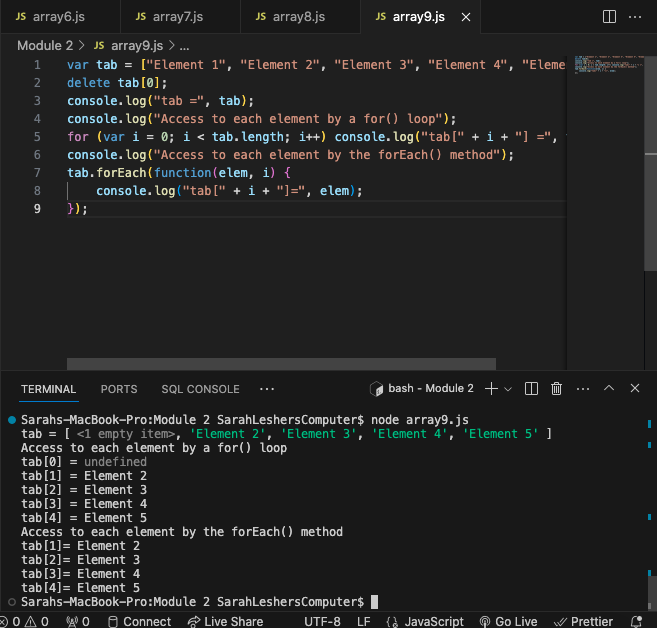 JS array6.js JS array7.js JS array8.js JS array9.js
Module 2 > JS array9.js > ...
1 var tab = ["Element 1", "Element 2", "Element 3", "Element 4", "Eleme
2 delete tab[0];
3 console.log("tab =", tab);
4 console.log("Access to each element by a for() loop");
5 for (var i = 0; i < tab.length; i++) console.log("tab[" + i + "] =",
6 console.log("Access to each element by the forEach() method");
7 tab.forEach(function(elem, i) {
8 console.log("tab[" + i + "]=", elem);
9 });
TERMINAL PORTS SQL CONSOLE ... bash - Module 2
Sarahs-MacBook-Pro:Module 2 SarahLeshersComputer$ node array9.js
tab = [ <1 empty item>, 'Element 2', 'Element 3', 'Element 4', 'Element 5' ]
Access to each element by a for() loop
tab[0] = undefined
tab[1] = Element 2
tab[2] = Element 3
tab[3] = Element 4
tab[4] = Element 5
Access to each element by the forEach() method
tab[1]= Element 2
tab[2]= Element 3
tab[3]= Element 4
tab[4]= Element 5
Sarahs-MacBook-Pro:Module 2 SarahLeshersComputer$
0 0 0 Connect Live Share UTF-8 LF {} JavaScript Go Live Prettier